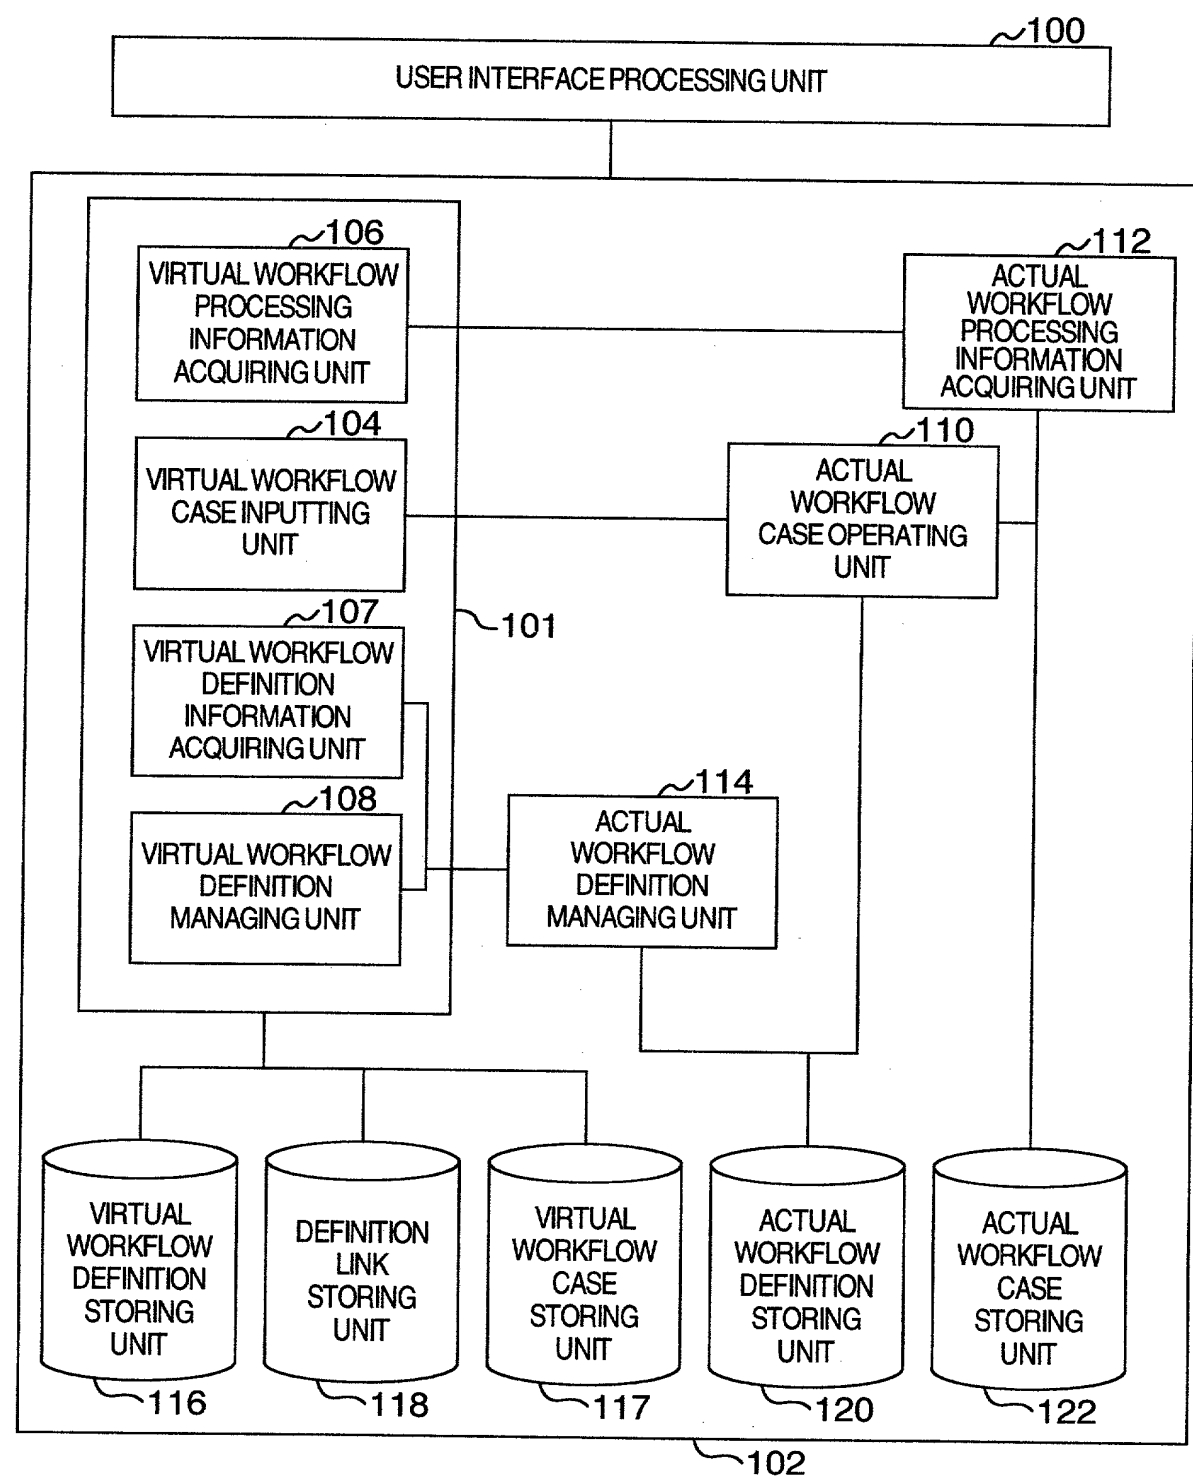 100
USER INTERFACE PROCESSING UNIT
106
VIRTUAL WORKFLOW
PROCESSING
INFORMATION
ACQUIRING UNIT
112
ACTUAL
WORKFLOW
PROCESSING
INFORMATION
ACQUIRING UNIT
104
VIRTUAL WORKFLOW
CASE INPUTTING
UNIT
110
ACTUAL
WORKFLOW
CASE OPERATING
UNIT
107
VIRTUAL WORKFLOW
DEFINITION
INFORMATION
ACQUIRING UNIT
101
108
VIRTUAL WORKFLOW
DEFINITION
MANAGING UNIT
114
ACTUAL
WORKFLOW
DEFINITION
MANAGING UNIT
VIRTUAL
WORKFLOW
DEFINITION
STORING
UNIT
116
DEFINITION
LINK
STORING
UNIT
118
VIRTUAL
WORKFLOW
CASE
STORING
UNIT
117
ACTUAL
WORKFLOW
DEFINITION
STORING
UNIT
120
ACTUAL
WORKFLOW
CASE
STORING
UNIT
122
102